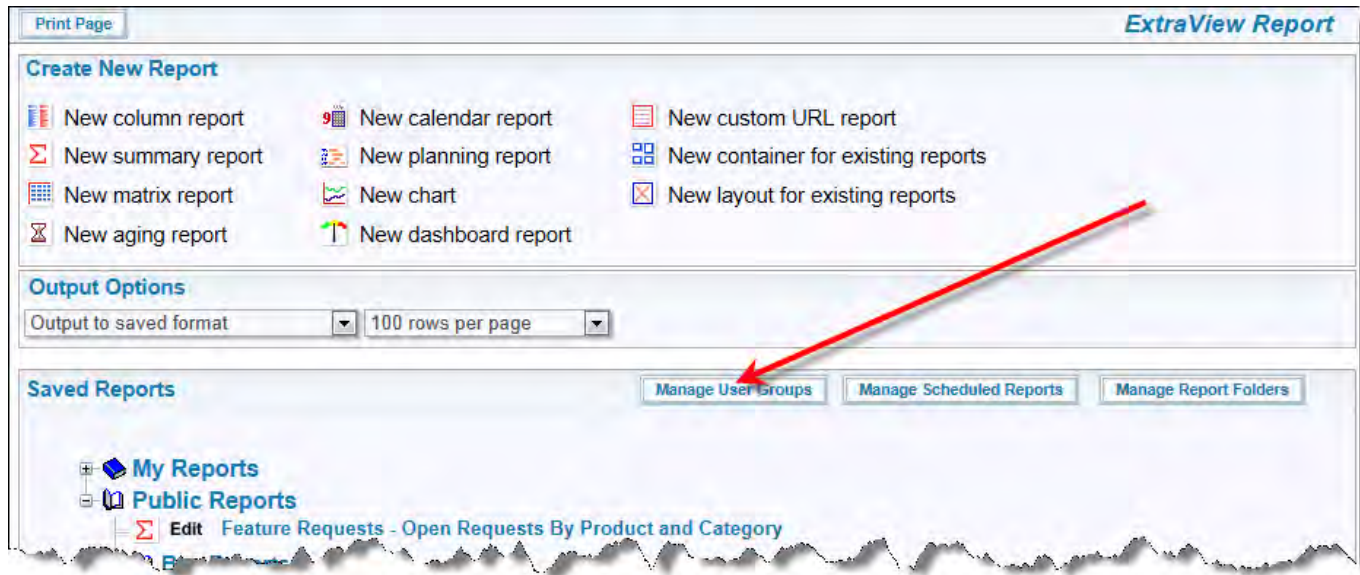 Print Page ExtraView Report
Create New Report
New column report New calendar report New custom URL report
New summary report New planning report New container for existing reports
New matrix report New chart New layout for existing reports
New aging report New dashboard report
Output Options
Output to saved format 100 rows per page
Saved Reports Manage User Groups Manage Scheduled Reports Manage Report Folders
My Reports
Public Reports
Edit Feature Requests - Open Requests By Product and Category